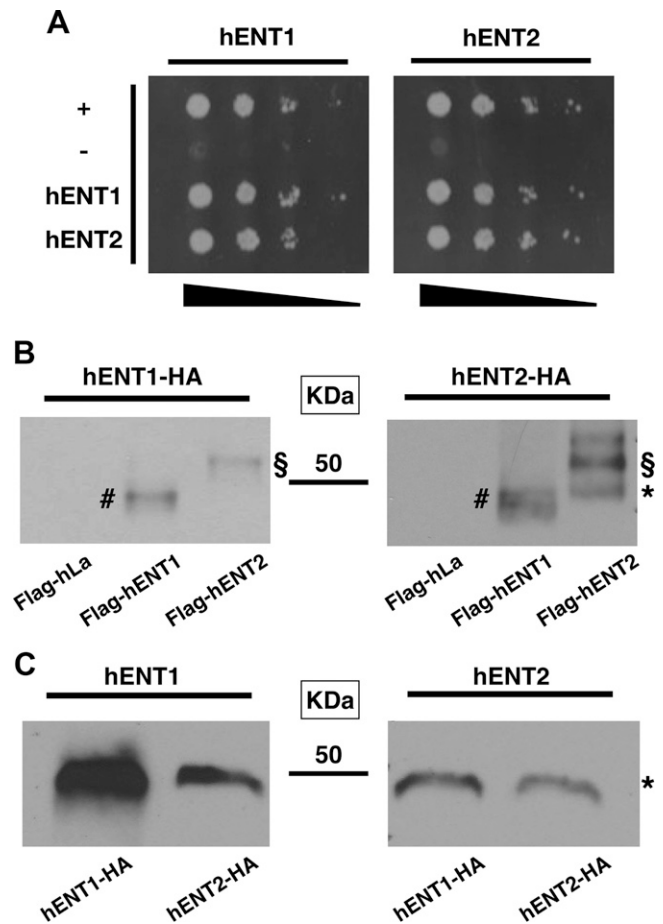 A
hENT1 hENT2
+
-
hENT1
hENT2
B
hENT1-HA KDa hENT2-HA
§ 50 §
# # *
Flag-hLa Flag-hENT1 Flag-hENT2 Flag-hLa Flag-hENT1 Flag-hENT2
C
hENT1 KDa hENT2
50 *
hENT1-HA hENT2-HA hENT1-HA hENT2-HA